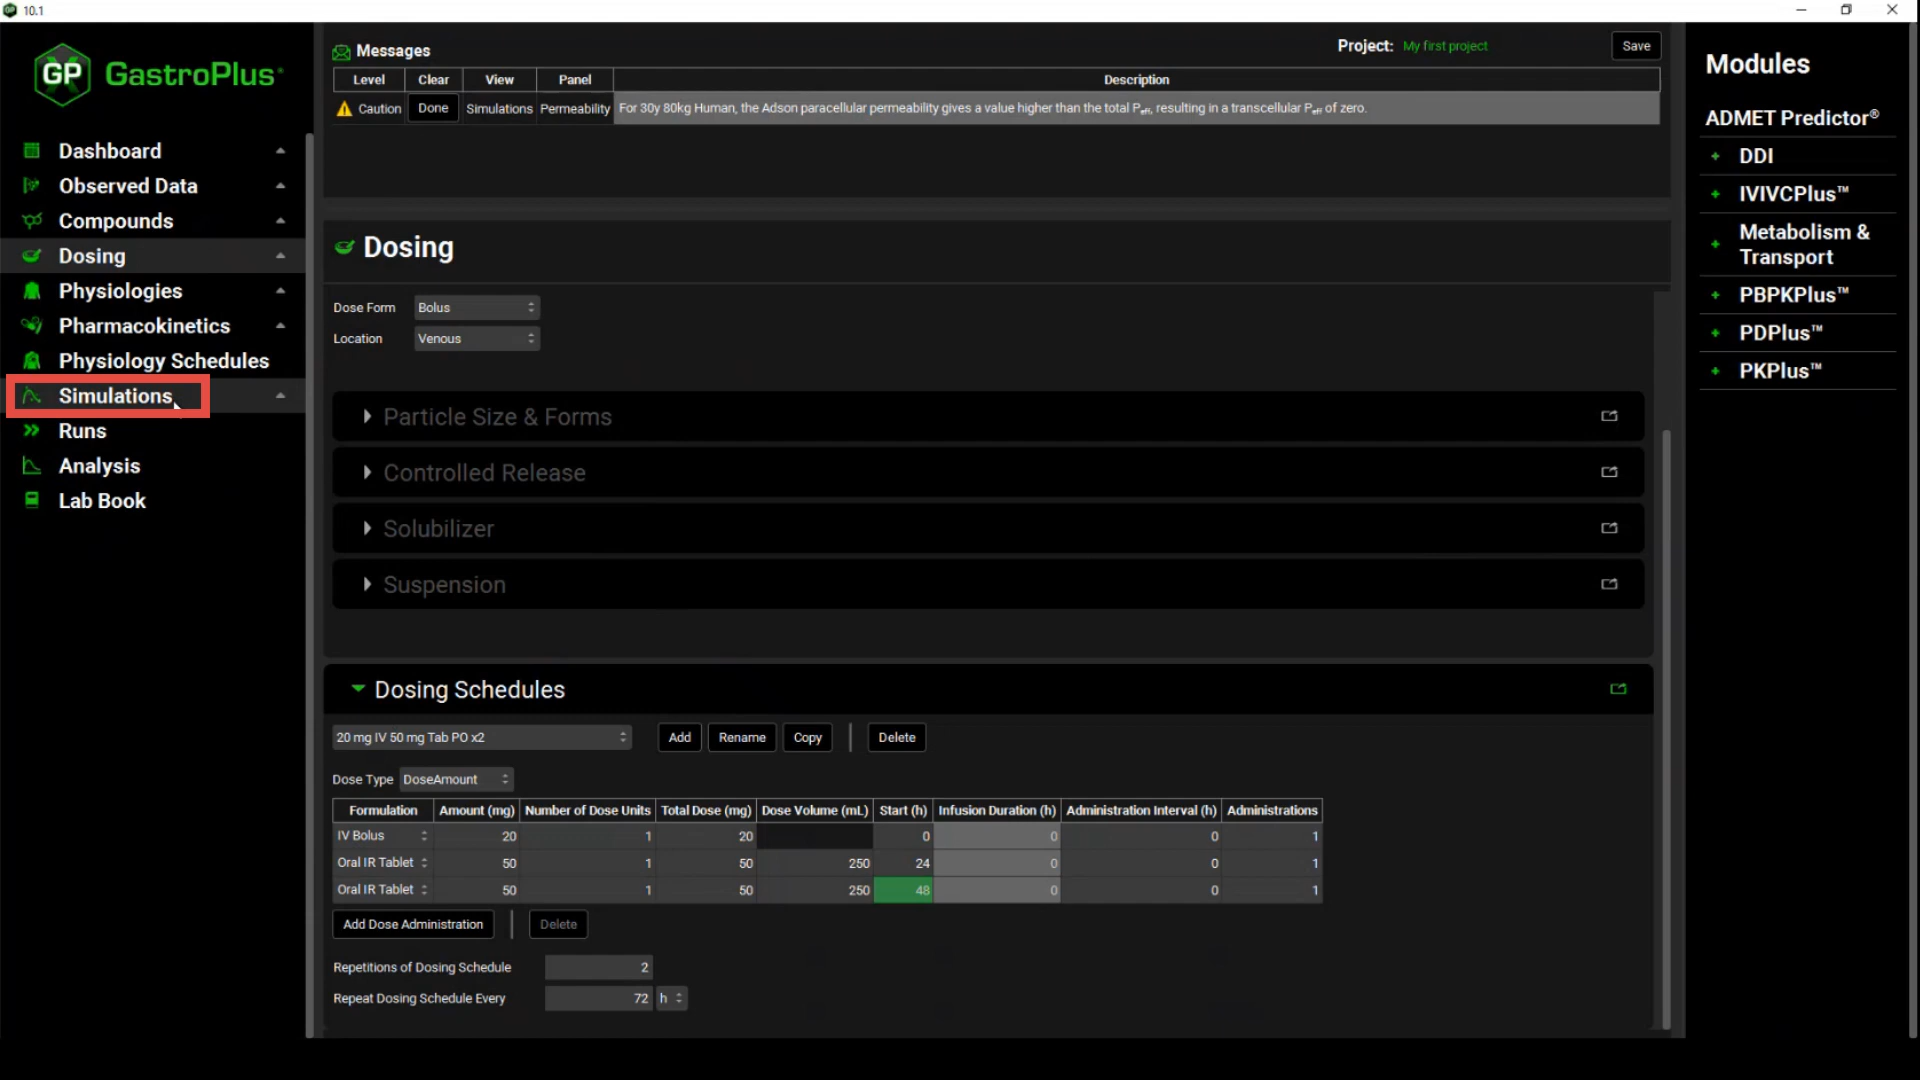 10.1
GP GastroPlus®
Dashboard
Observed Data
Compounds
Dosing
Physiologies
Pharmacokinetics
Physiology Schedules
Simulations
Runs
Analysis
Lab Book
Messages
Project: My first project
Save
Level Clear View Panel Description
Caution Done Simulations Permeability For 30y 80kg Human, the Adson paracellular permeability gives a value higher than the total Peff, resulting in a transcellular Peff of zero.
Dosing
Dose Form Bolus
Location Venous
Particle Size & Forms
Controlled Release
Solubilizer
Suspension
Dosing Schedules
20 mg IV 50 mg Tab PO x2 Add Rename Copy Delete
Dose Type DoseAmount
Formulation Amount (mg) Number of Dose Units Total Dose (mg) Dose Volume (mL) Start (h) Infusion Duration (h) Administration Interval (h) Administrations
IV Bolus 20 1 20 0 0 0 1
Oral IR Tablet 50 1 50 250 24 0 0 1
Oral IR Tablet 50 1 50 250 48 0 0 1
Add Dose Administration Delete
Repetitions of Dosing Schedule 2
Repeat Dosing Schedule Every 72 h
Modules
ADMET Predictor®
+ DDI
+ IVIVCPlus™
+ Metabolism &
Transport
+ PBPKPlus™
+ PDPlus™
+ PKPlus™